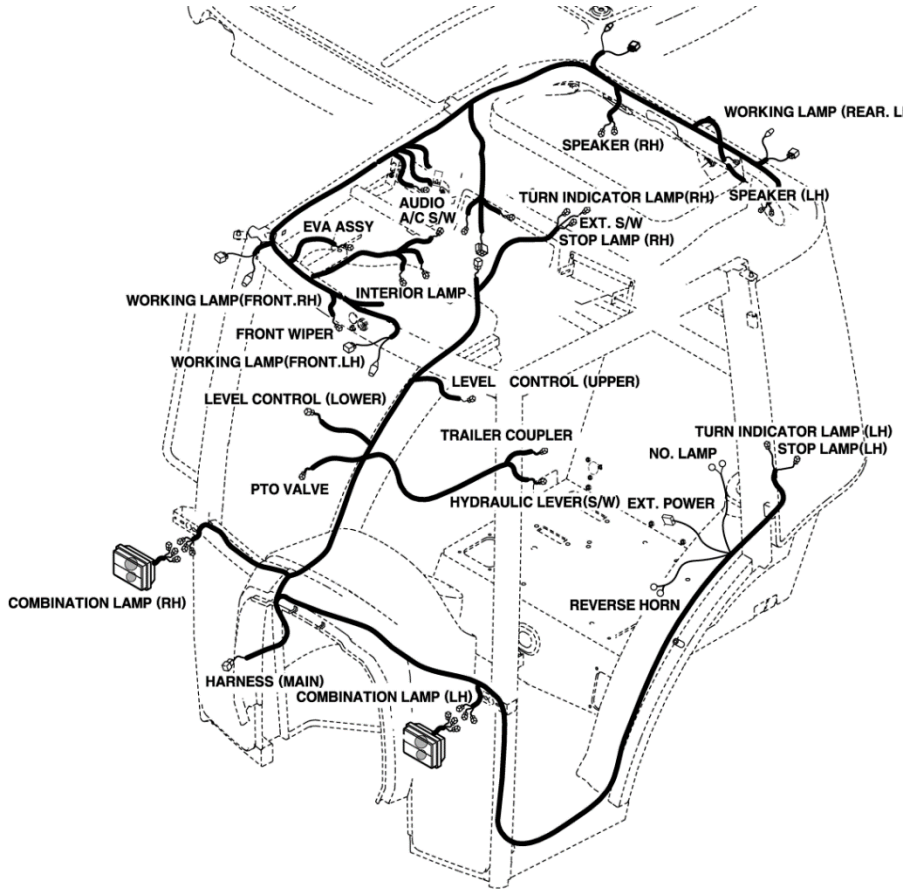 WORKING LAMP (REAR. L
SPEAKER (RH)
TURN INDICATOR LAMP(RH)
SPEAKER (LH)
AUDIO
A/C S/W
EXT. S/W
EVA ASSY
STOP LAMP (RH)
INTERIOR LAMP
WORKING LAMP(FRONT.RH)
FRONT WIPER
WORKING LAMP(FRONT.LH)
LEVEL CONTROL (UPPER)
LEVEL CONTROL (LOWER)
TRAILER COUPLER
TURN INDICATOR LAMP (LH)
STOP LAMP(LH)
NO. LAMP
PTO VALVE
HYDRAULIC LEVER(S/W)
EXT. POWER
COMBINATION LAMP (RH)
REVERSE HORN
HARNESS (MAIN)
COMBINATION LAMP (LH)